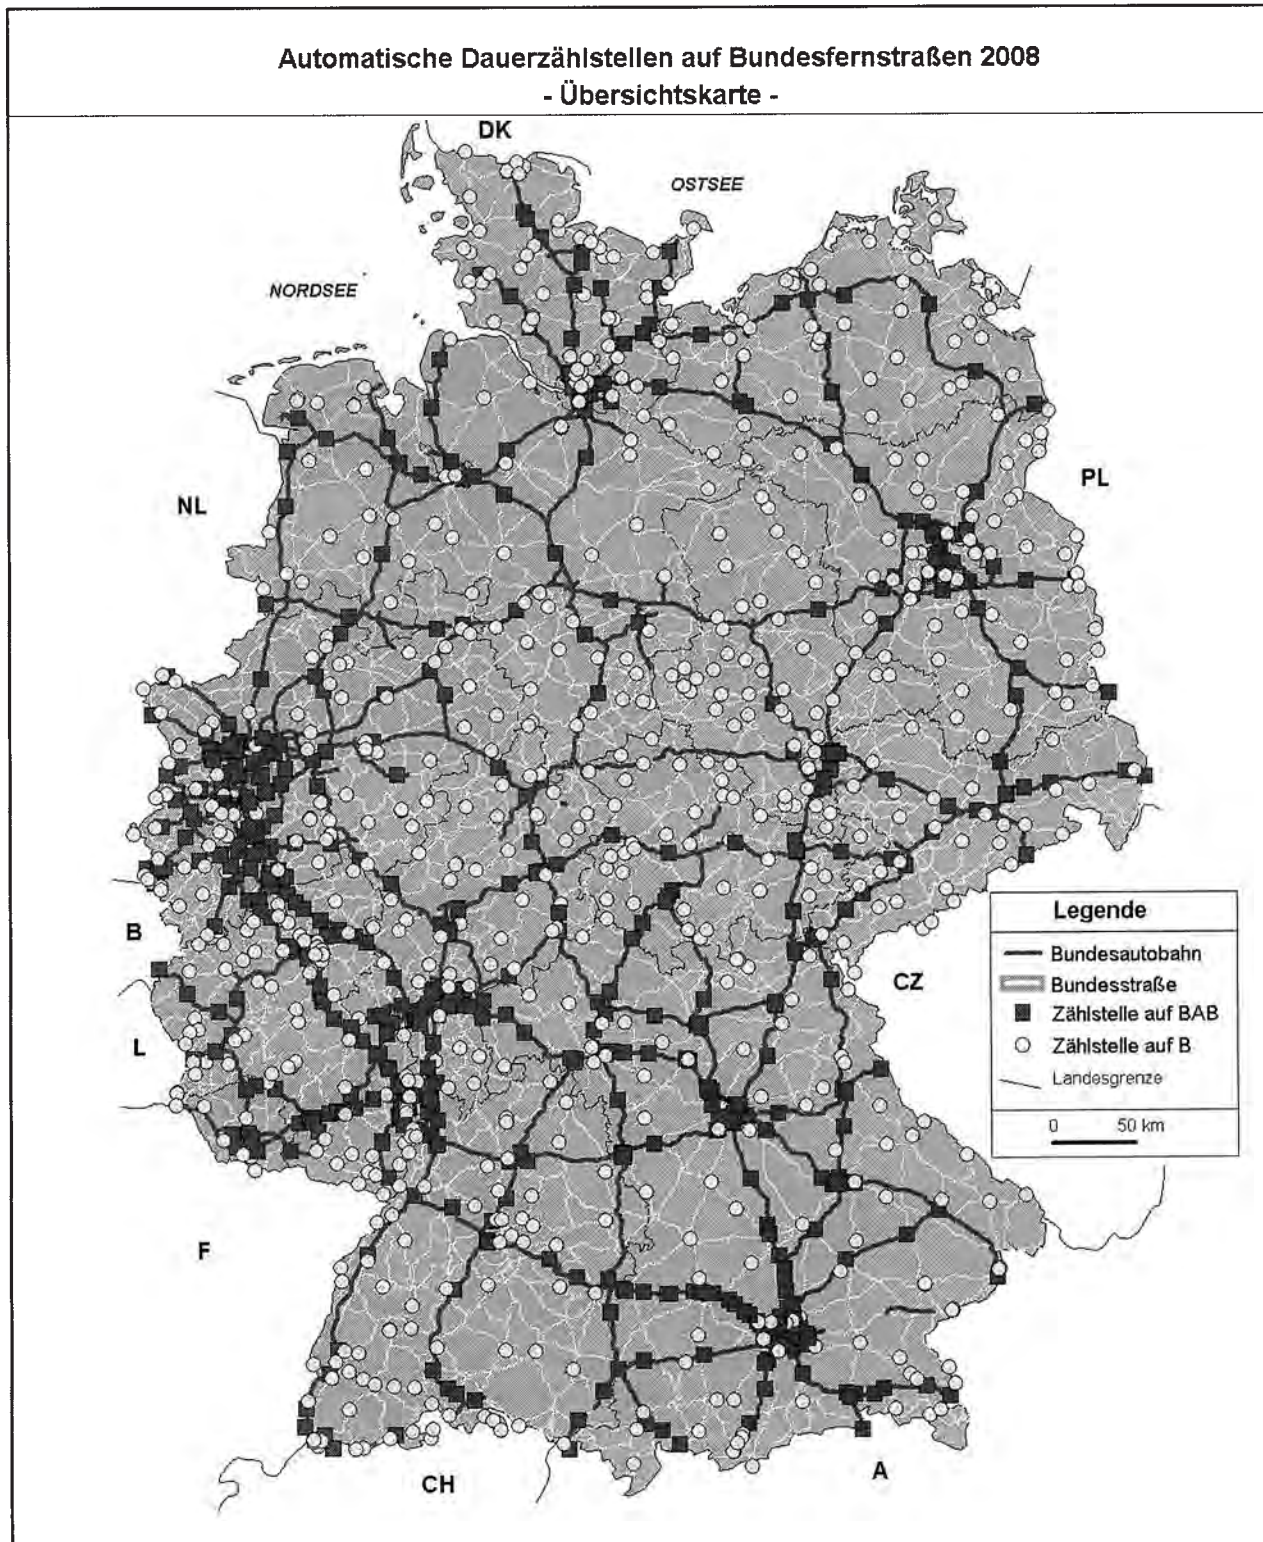 Automatische Dauerzählstellen auf Bundesfernstraßen 2008
- Übersichtskarte -
DK
OSTSEE
NORDSEE
NL
PL
B
CZ
L
F
CH
A
Legende
Bundesautobahn
Bundesstraße
Zählstelle auf BAB
Zählstelle auf B
Landesgrenze
0 50 km